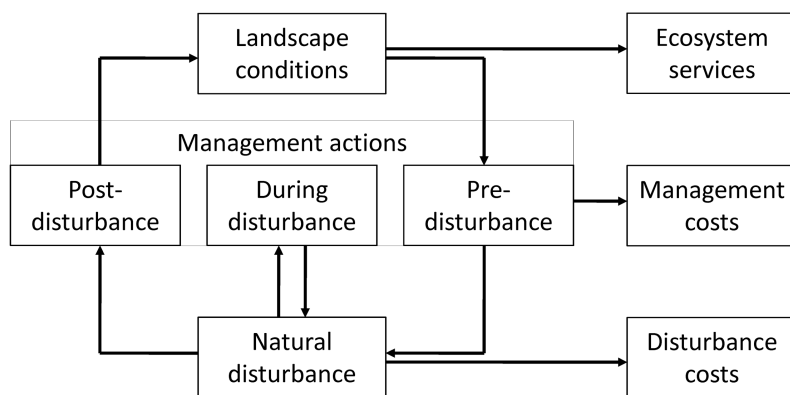 Landscape
conditions
Ecosystem
services
Management actions
Post-
disturbance
During
disturbance
Pre-
disturbance
Management
costs
Natural
disturbance
Disturbance
costs